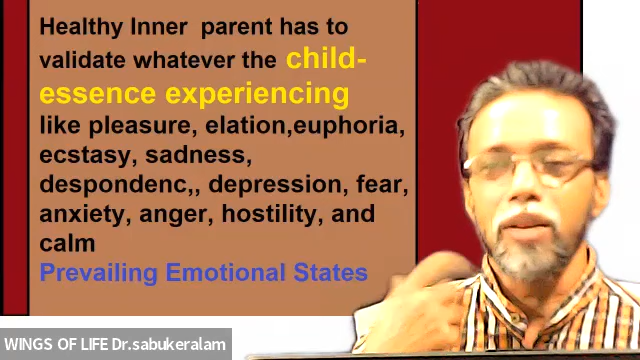 Healthy Inner parent has to
validate whatever the child-
essence experiencing
like pleasure, elation,euphoria,
ecstasy, sadness,
despondenc,, depression, fear,
anxiety, anger, hostility, and
calm
Prevailing Emotional States
WINGS OF LIFE Dr.sabukeralam